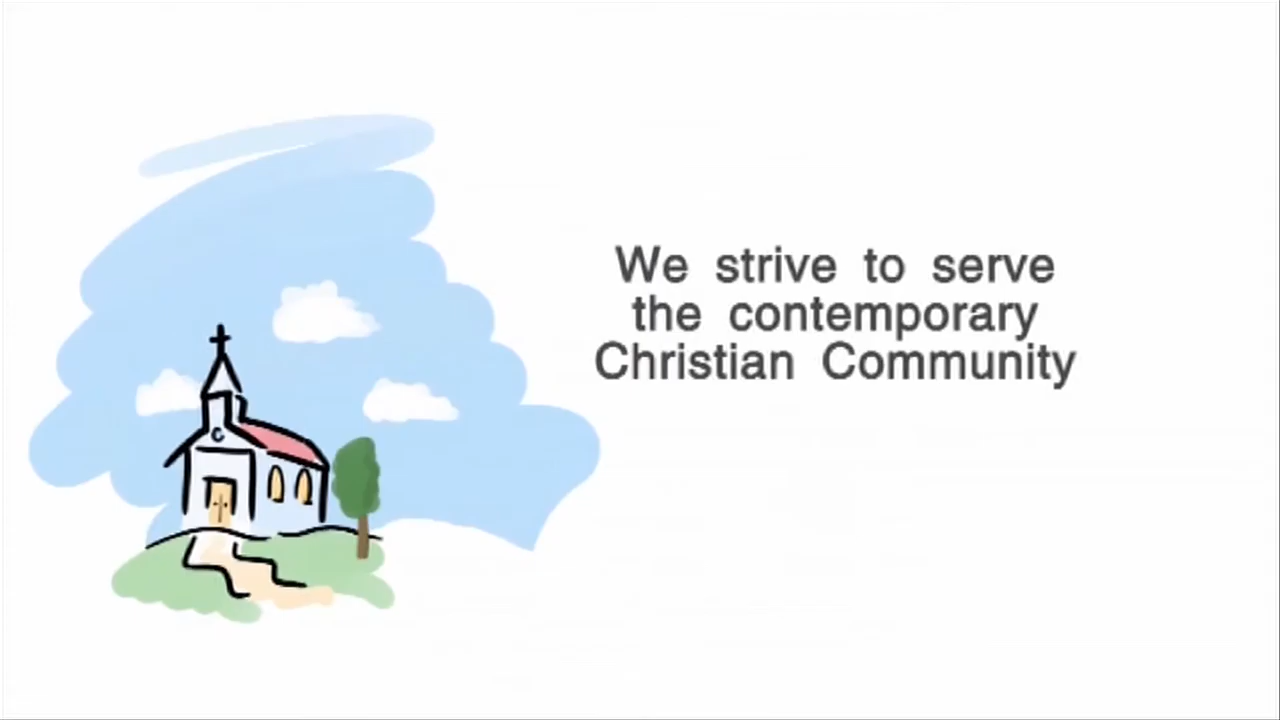 We strive to serve
the contemporary
Christian Community